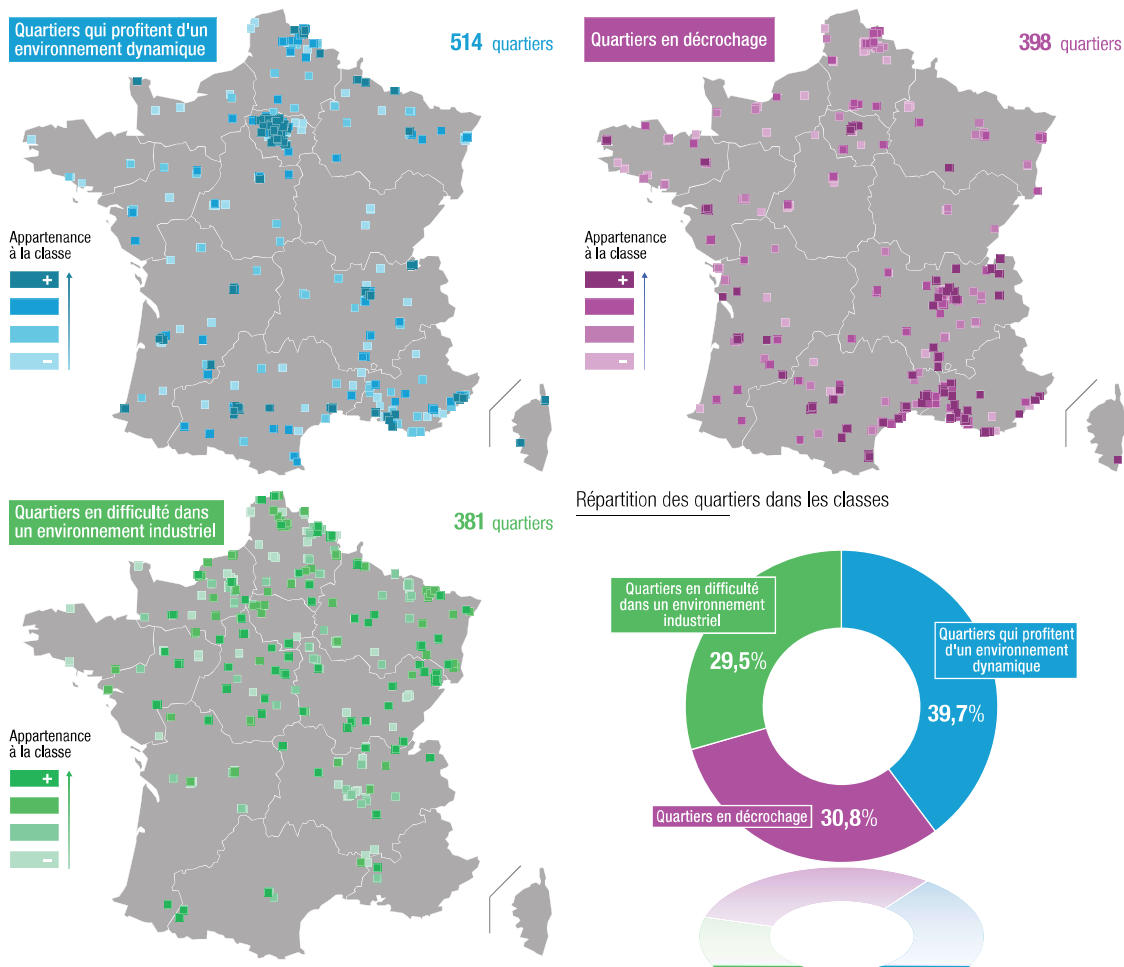 Quartiers qui profitent d'un
environnement dynamique
514 quartiers
Appartenance
à la classe
+
–
Quartiers en décrochage
398 quartiers
Appartenance
à la classe
+
–
Quartiers en difficulté dans
un environnement industriel
381 quartiers
Appartenance
à la classe
+
–
Répartition des quartiers dans les classes
Quartiers en difficulté
dans un environnement
industriel
29,5%
Quartiers qui profitent
d'un environnement
dynamique
39,7%
Quartiers en décrochage
30,8%